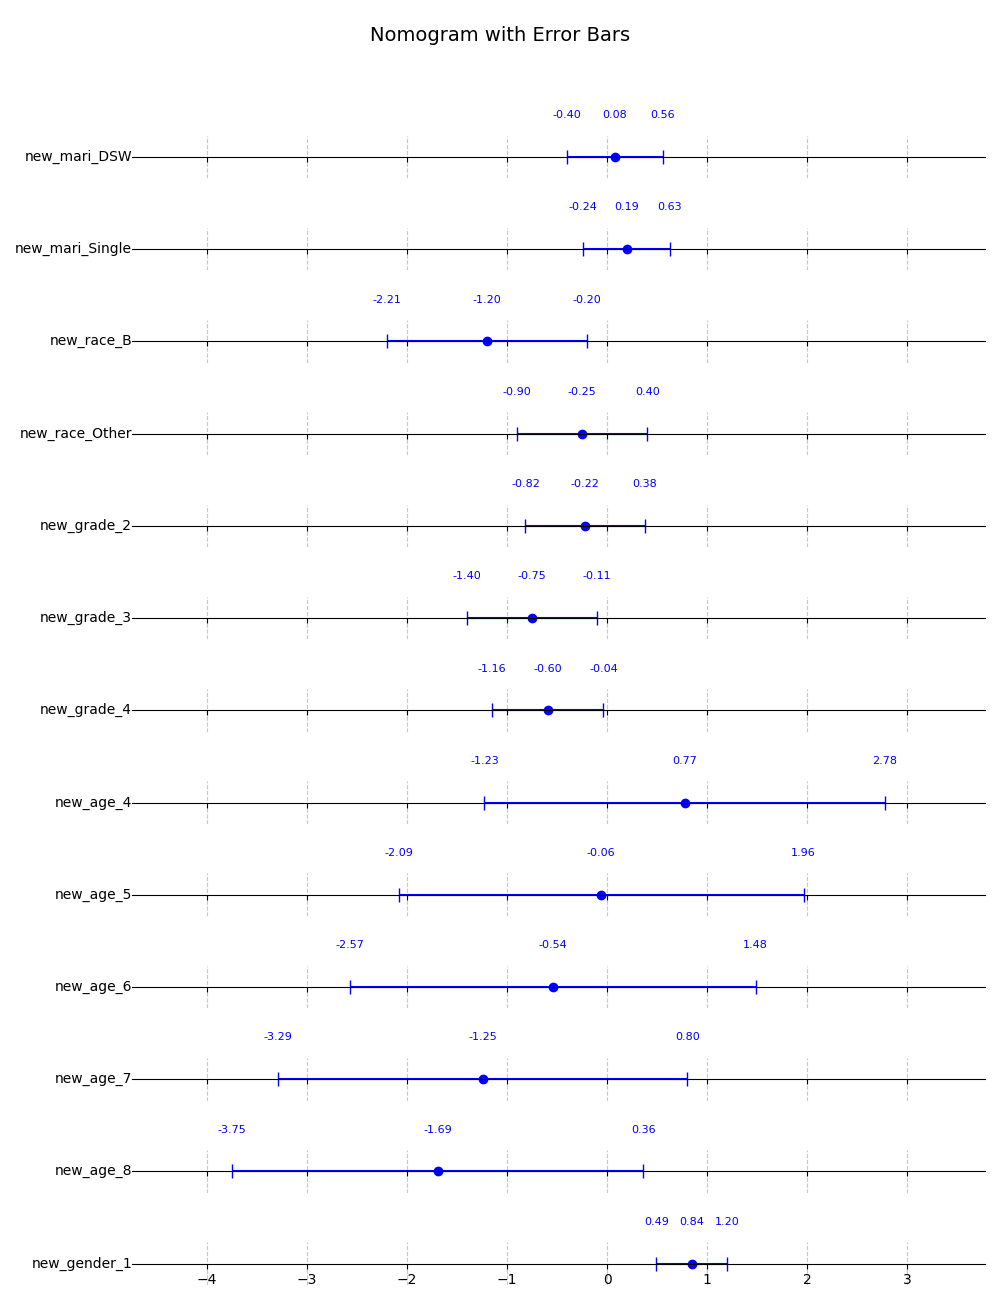 Nomogram with Error Bars
-0.40 0.08 0.56
new_mari_DSW
-0.24 0.19 0.63
new_mari_Single
-2.21 -1.20 -0.20
new_race_B
-0.90 -0.25 0.40
new_race_Other
-0.82 -0.22 0.38
new_grade_2
-1.40 -0.75 -0.11
new_grade_3
-1.16 -0.60 -0.04
new_grade_4
-1.23 0.77 2.78
new_age_4
-2.09 -0.06 1.96
new_age_5
-2.57 -0.54 1.48
new_age_6
-3.29 -1.25 0.80
new_age_7
-3.75 -1.69 0.36
new_age_8
0.49 0.84 1.20
new_gender_1
−4 −3 −2 −1 0 1 2 3